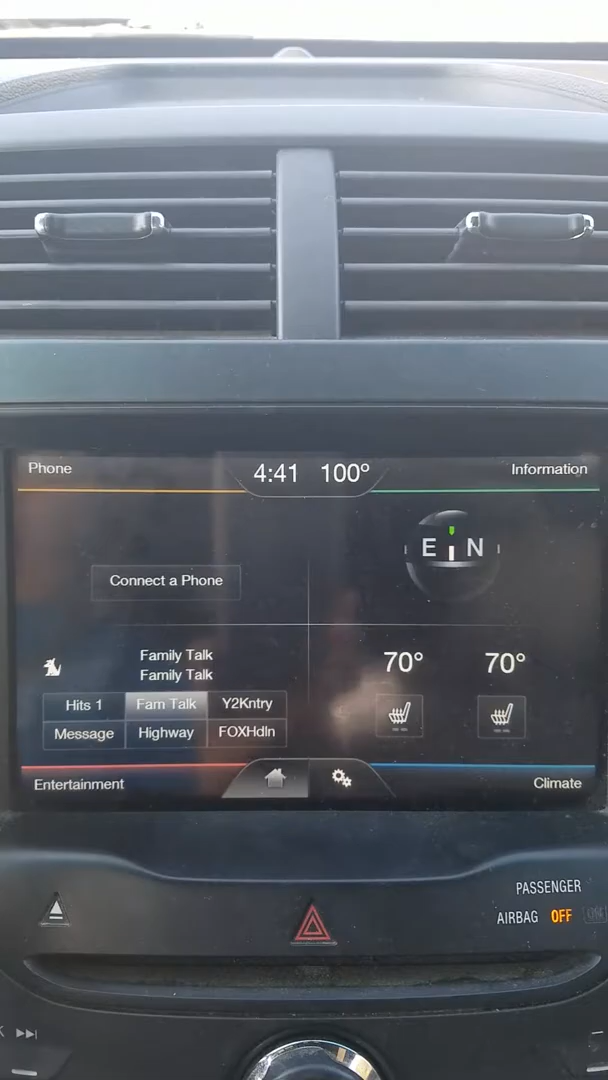 Phone
4:41 100°
Information
E N
Connect a Phone
Family Talk
Family Talk
70° 70°
Hits 1 Fam Talk Y2Kntry
Message Highway FOXHdln
Entertainment
Climate
PASSENGER
AIRBAG OFF ON